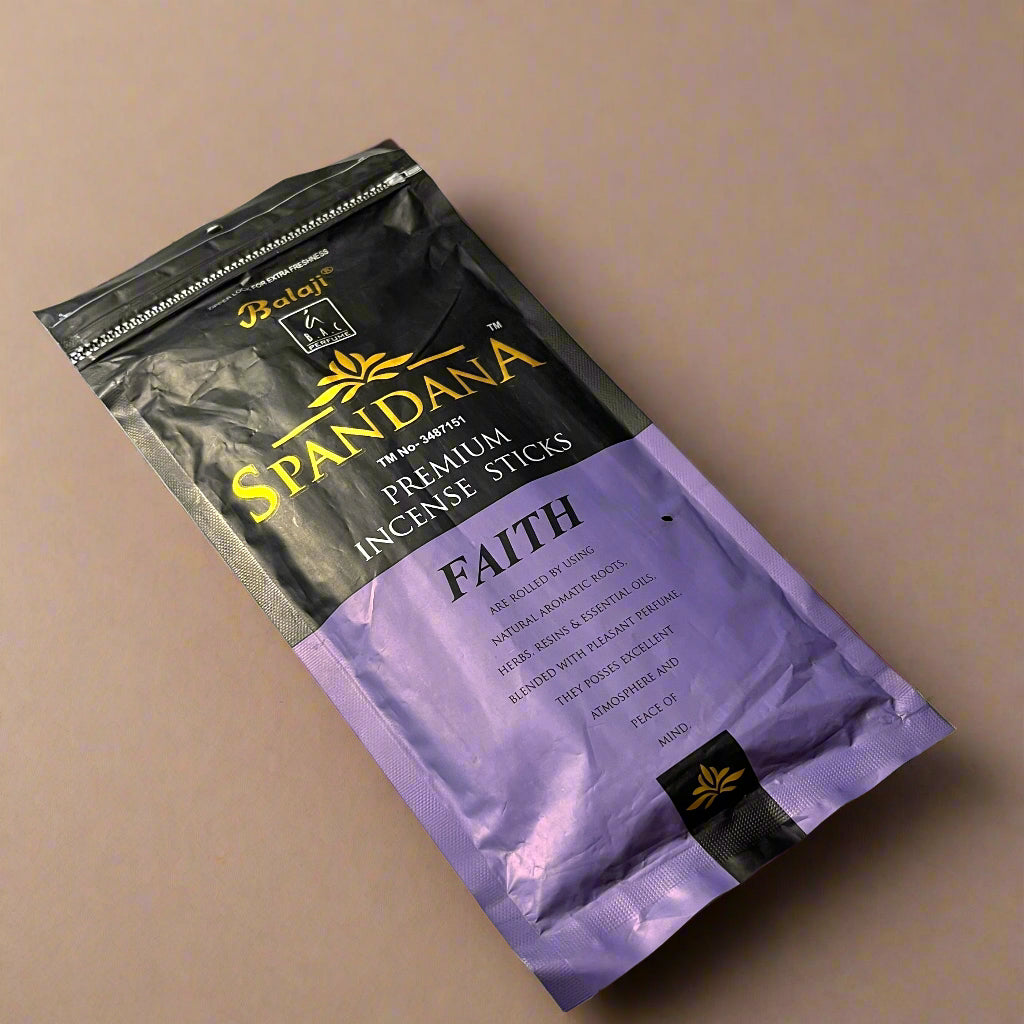 ZIPPER LOCK FOR EXTRA FRESHNESS
Balaji®
B.A.C
PERFUME
SPANDANA™
TM No- 3487151
PREMIUM
INCENSE STICKS
FAITH
ARE ROLLED BY USING
NATURAL AROMATIC ROOTS,
HERBS, RESINS & ESSENTIAL OILS,
BLENDED WITH PLEASANT PERFUME.
THEY POSSES EXCELLENT
ATMOSPHERE AND
PEACE OF
MIND.